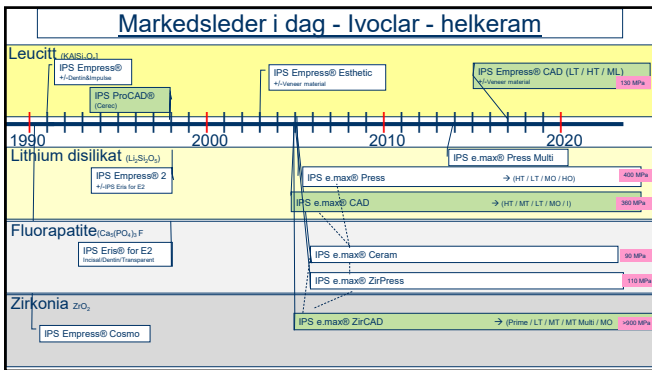 Markedsleder i dag - Ivoclar - helkeram
Leucitt (KAlSi₂O₆]
IPS Empress®
+/-Dentin&Impulse
IPS ProCAD®
(Cerec)
IPS Empress® Esthetic
+/-Veneer material
IPS Empress® CAD (LT / HT / ML)
+/-Veneer material
130 MPa
1990
2000
2010
2020
Lithium disilikat (Li₂Si₂O₅)
IPS Empress® 2
+/-IPS Eris for E2
IPS e.max® Press Multi
IPS e.max® Press → (HT / LT / MO / HO)
400 MPa
IPS e.max® CAD → (HT / MT / LT / MO / I)
360 MPa
Fluorapatite(Ca₅(PO₄)₃ F
IPS Eris® for E2
Incisal/Dentin/Transparent
IPS e.max® Ceram
90 MPa
IPS e.max® ZirPress
110 MPa
Zirkonia ZrO₂
IPS Empress® Cosmo
IPS e.max® ZirCAD → (Prime / LT / MT / MT Multi / MO
>900 MPa